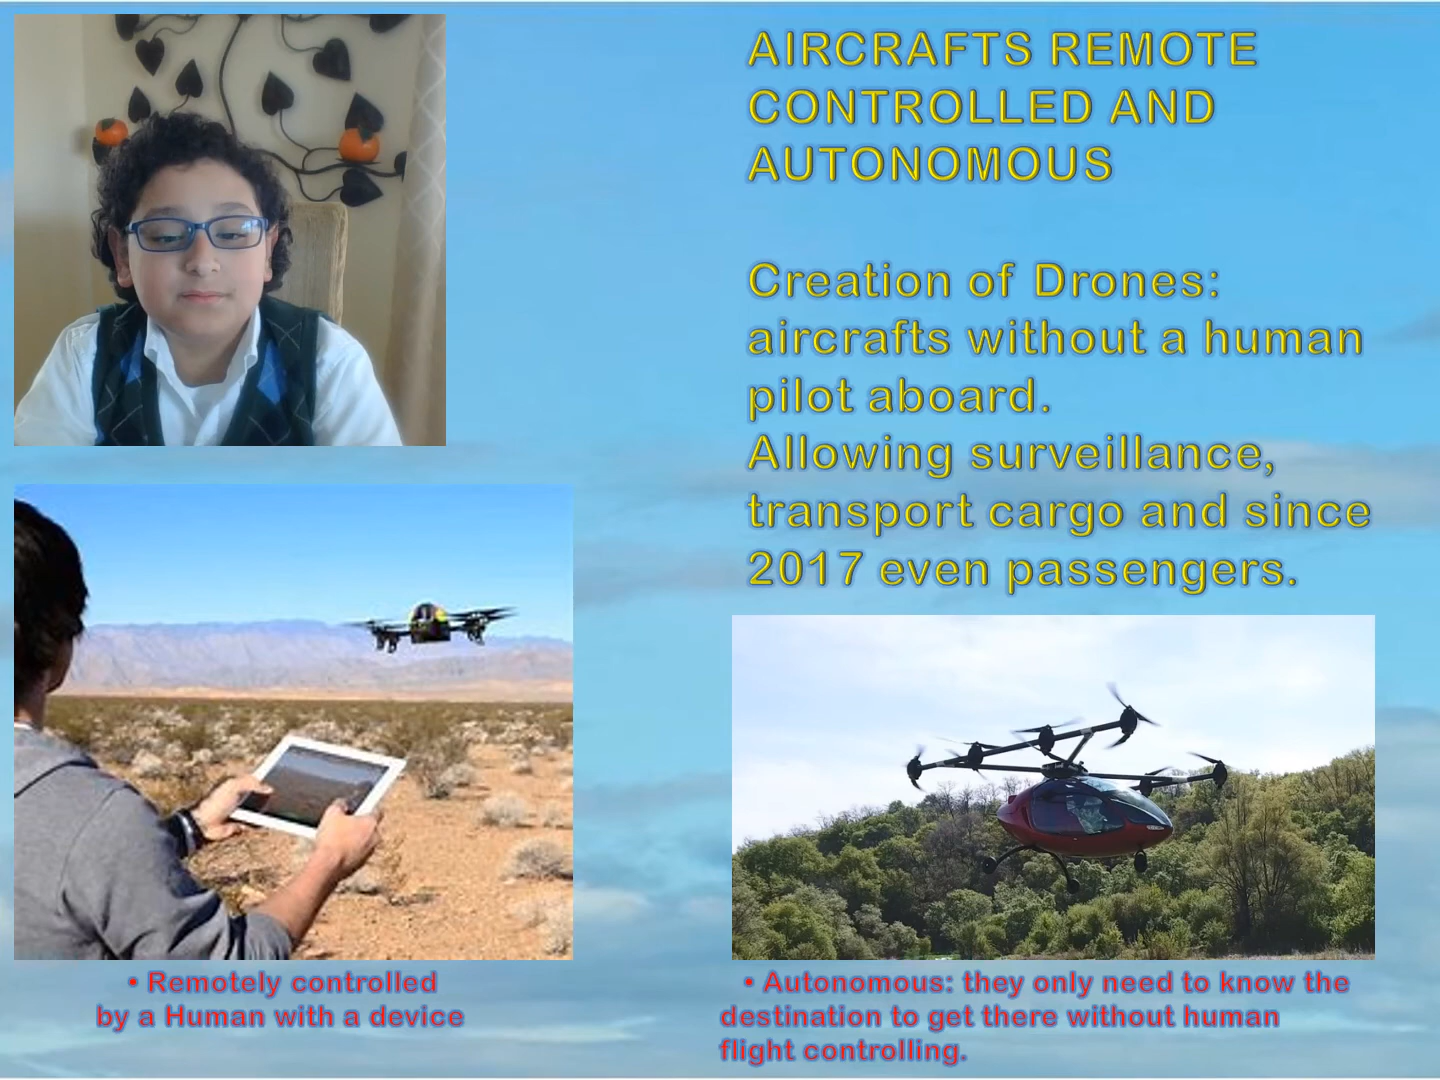 AIRCRAFTS REMOTE
CONTROLLED AND
AUTONOMOUS
Creation of Drones:
aircrafts without a human
pilot aboard.
Allowing surveillance,
transport cargo and since
2017 even passengers.
• Remotely controlled
by a Human with a device
• Autonomous: they only need to know the
destination to get there without human
flight controlling.